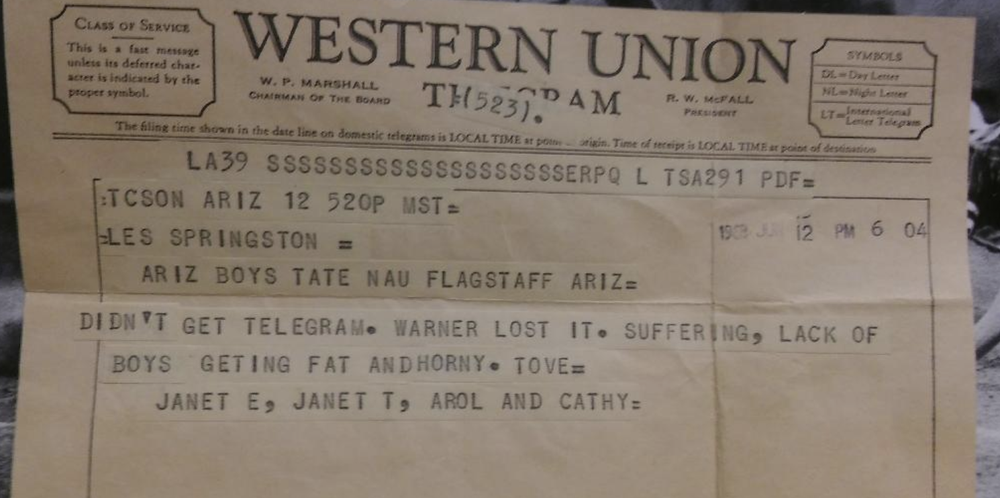 CLASS OF SERVICE
This is a fast message
unless its deferred char-
acter is indicated by the
proper symbol.
WESTERN UNION
TELEGRAM
(523).
W. P. MARSHALL
CHAIRMAN OF THE BOARD
R. W. McFALL
PRESIDENT
SYMBOLS
DL=Day Letter
NL=Night Letter
LT=International
Letter Telegram
The filing time shown in the date line on domestic telegrams is LOCAL TIME at point origin. Time of receipt is LOCAL TIME at point of destination
LA39 SSSSSSSSSSSSSSSSSSSSSERPQ L TSA291 PDF=
:TCSON ARIZ 12 520P MST=
12 PM 6 04
=LES SPRINGSTON =
ARIZ BOYS TATE NAU FLAGSTAFF ARIZ=
DIDN'T GET TELEGRAM. WARNER LOST IT. SUFFERING, LACK OF
BOYS GETING FAT ANDHORNY. TOVE=
JANET E, JANET T, AROL AND CATHY=